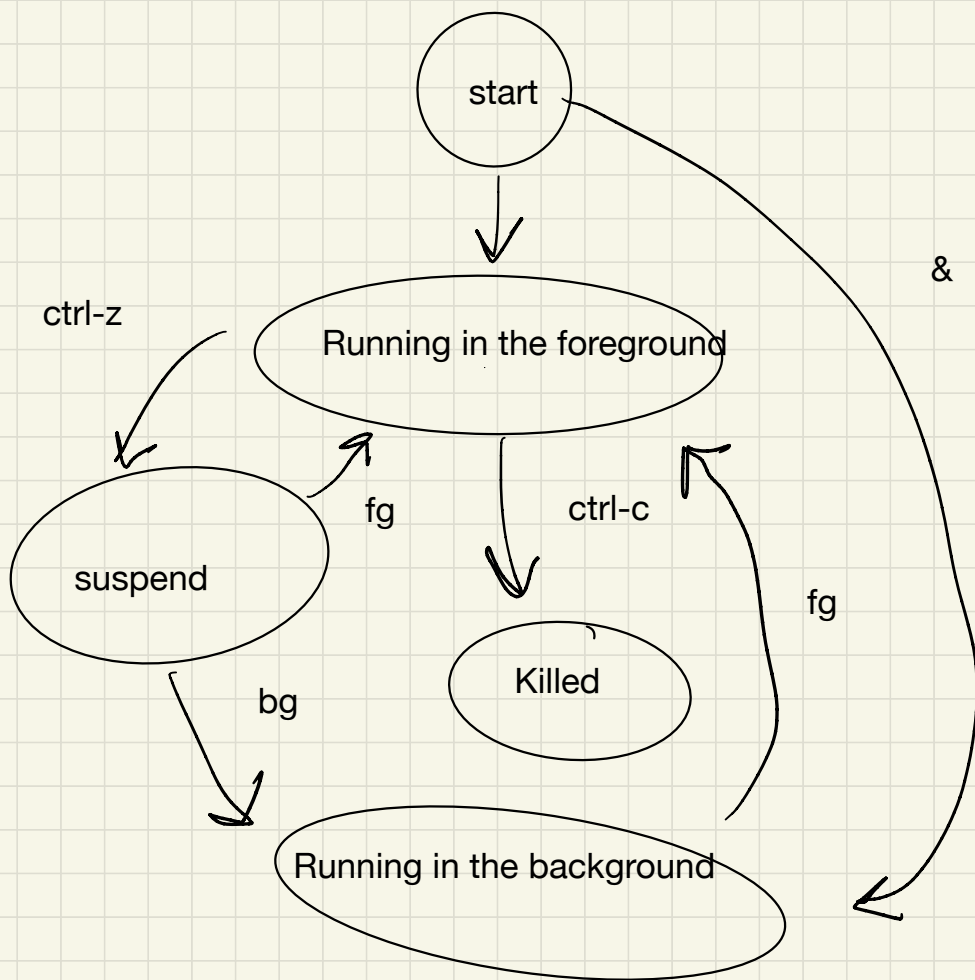 start
&
ctrl-z
Running in the foreground
fg
ctrl-c
suspend
fg
Killed
bg
Running in the background